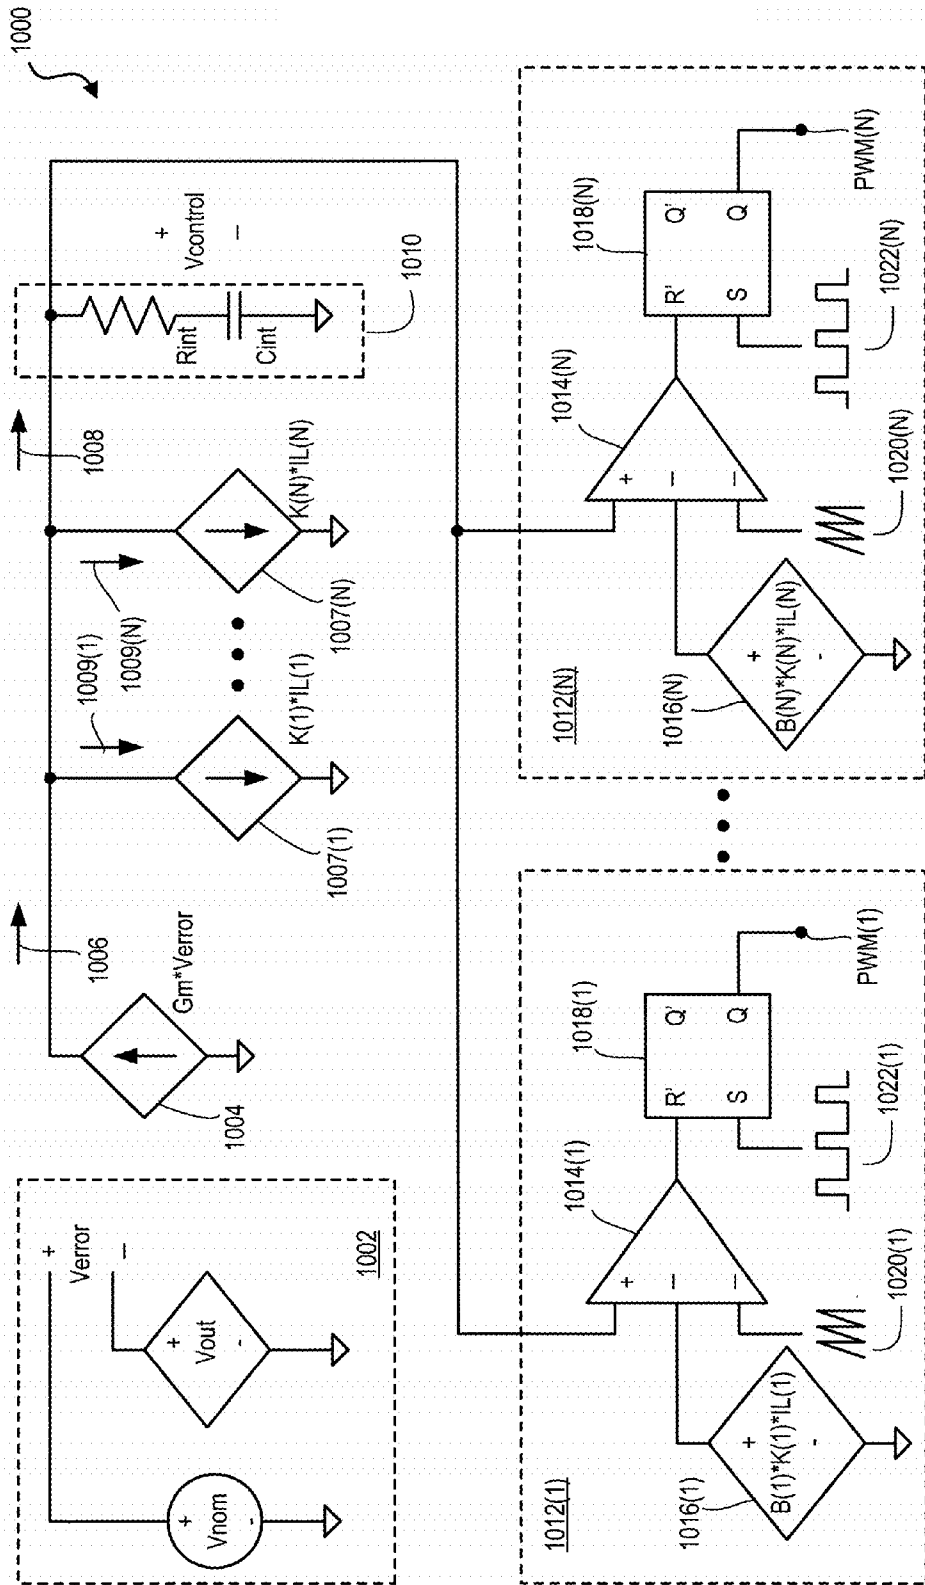 1000
+
Verror
−
1002
+
Vnom
-
+
Vout
-
1004
Gm*Verror
1006
1007(1)
K(1)*IL(1)
1009(1)
1009(N)
1007(N)
K(N)*IL(N)
1008
Rint
Cint
+
Vcontrol
−
1010
1012(1)
1016(1)
+
B(1)*K(1)*IL(1)
-
1014(1)
+
−
−
1020(1)
1018(1)
R' Q'
S Q
1022(1)
PWM(1)
1012(N)
1016(N)
+
B(N)*K(N)*IL(N)
-
1014(N)
+
−
−
1020(N)
1018(N)
R' Q'
S Q
1022(N)
PWM(N)